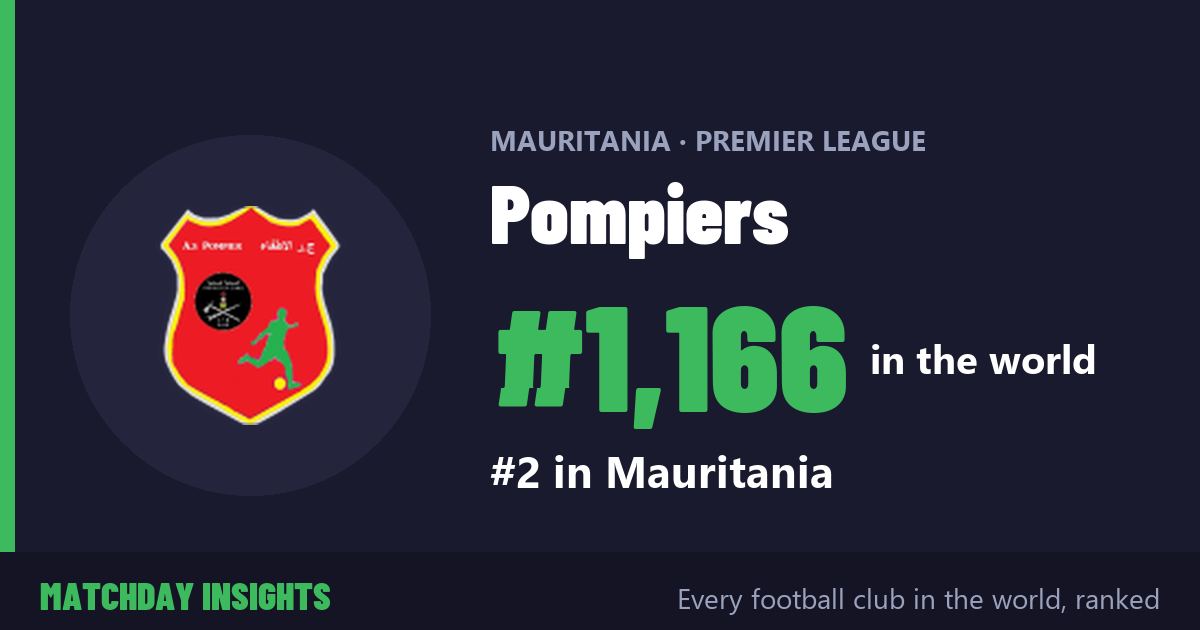 MAURITANIA · PREMIER LEAGUE
Pompiers
#1,166 in the world
#2 in Mauritania
A.S POMPIER
MATCHDAY INSIGHTS
Every football club in the world, ranked